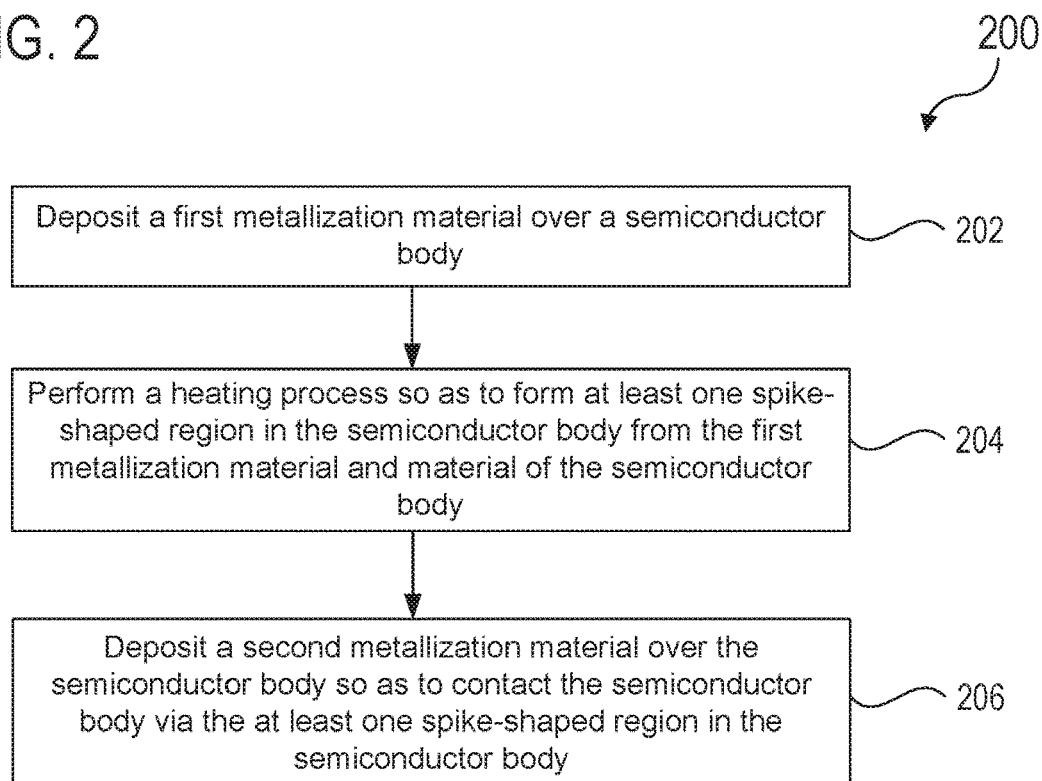 IG. 2
200
Deposit a first metallization material over a semiconductor
body
202
Perform a heating process so as to form at least one spike-
shaped region in the semiconductor body from the first
metallization material and material of the semiconductor
body
204
Deposit a second metallization material over the
semiconductor body so as to contact the semiconductor
body via the at least one spike-shaped region in the
semiconductor body
206